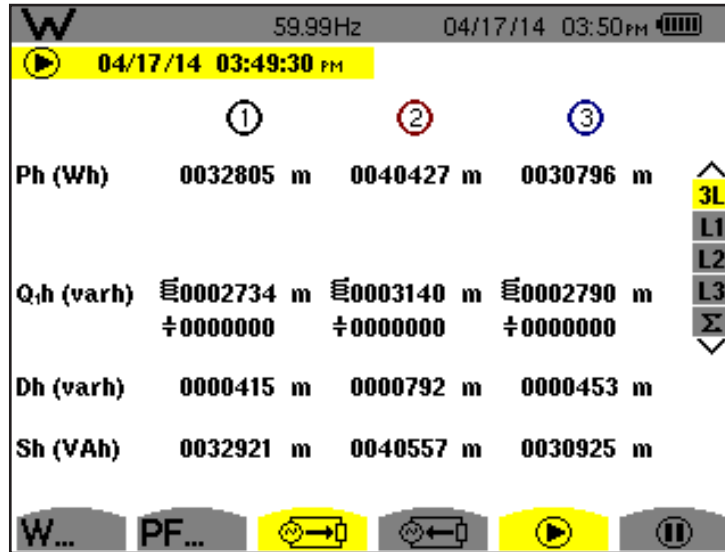 W 59.99Hz 04/17/14 03:50PM
04/17/14 03:49:30 PM
1 2 3
Ph (Wh) 0032805 m 0040427 m 0030796 m
3L
L1
L2
Q₁h (varh) 0002734 m 0003140 m 0002790 m L3
0000000 0000000 0000000 Σ
Dh (varh) 0000415 m 0000792 m 0000453 m
Sh (VAh) 0032921 m 0040557 m 0030925 m
W... PF...